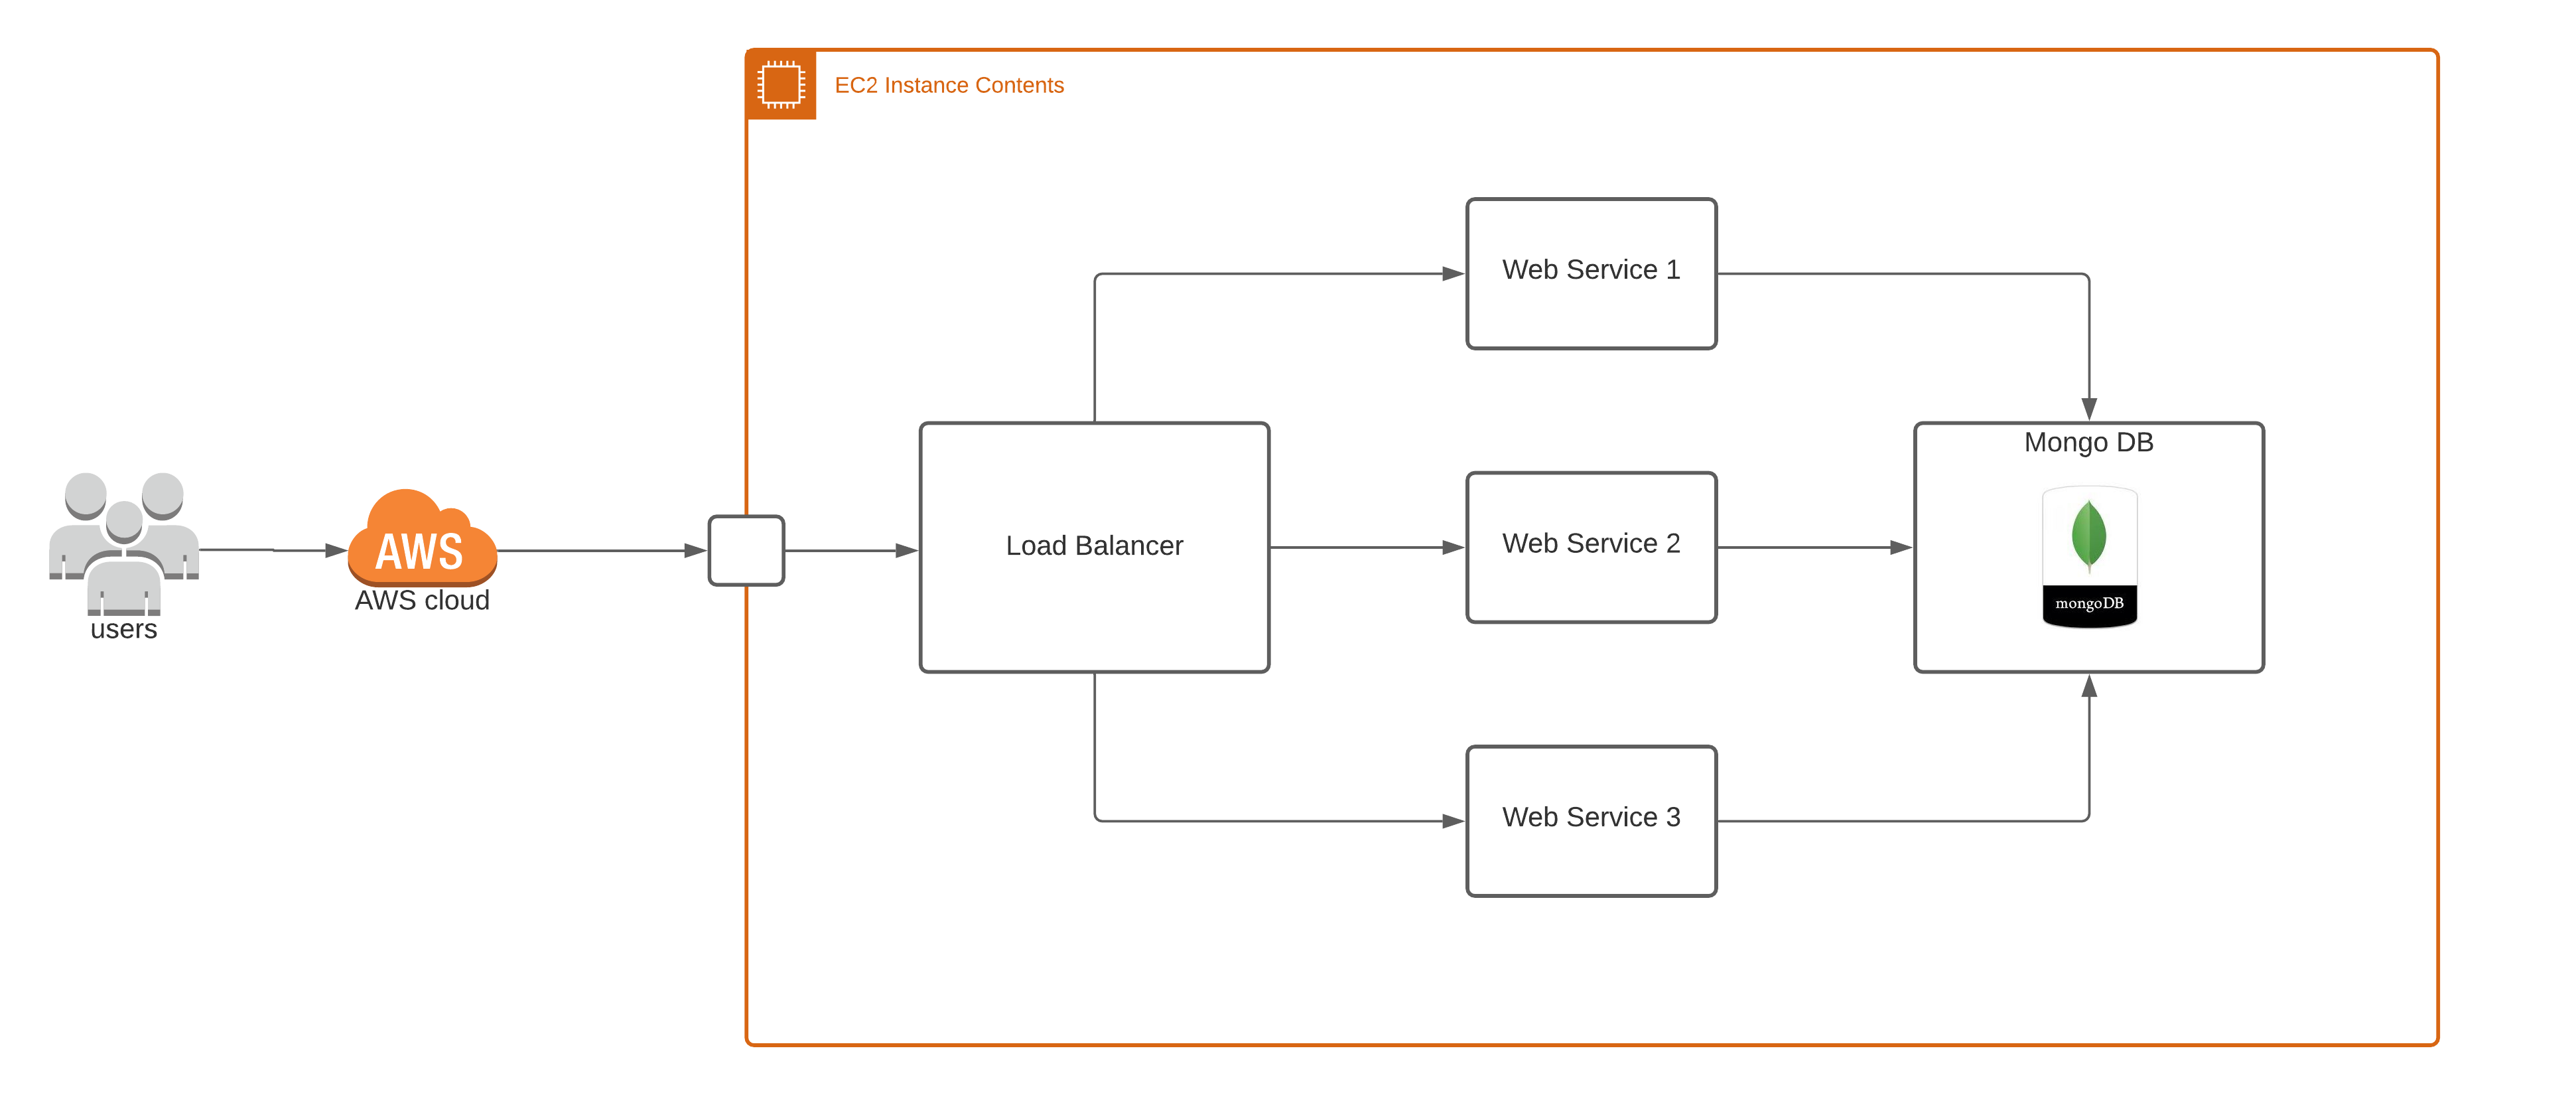 EC2 Instance Contents
Web Service 1
Mongo DB
Load Balancer
Web Service 2
AWS
AWS cloud
mongoDB
users
Web Service 3